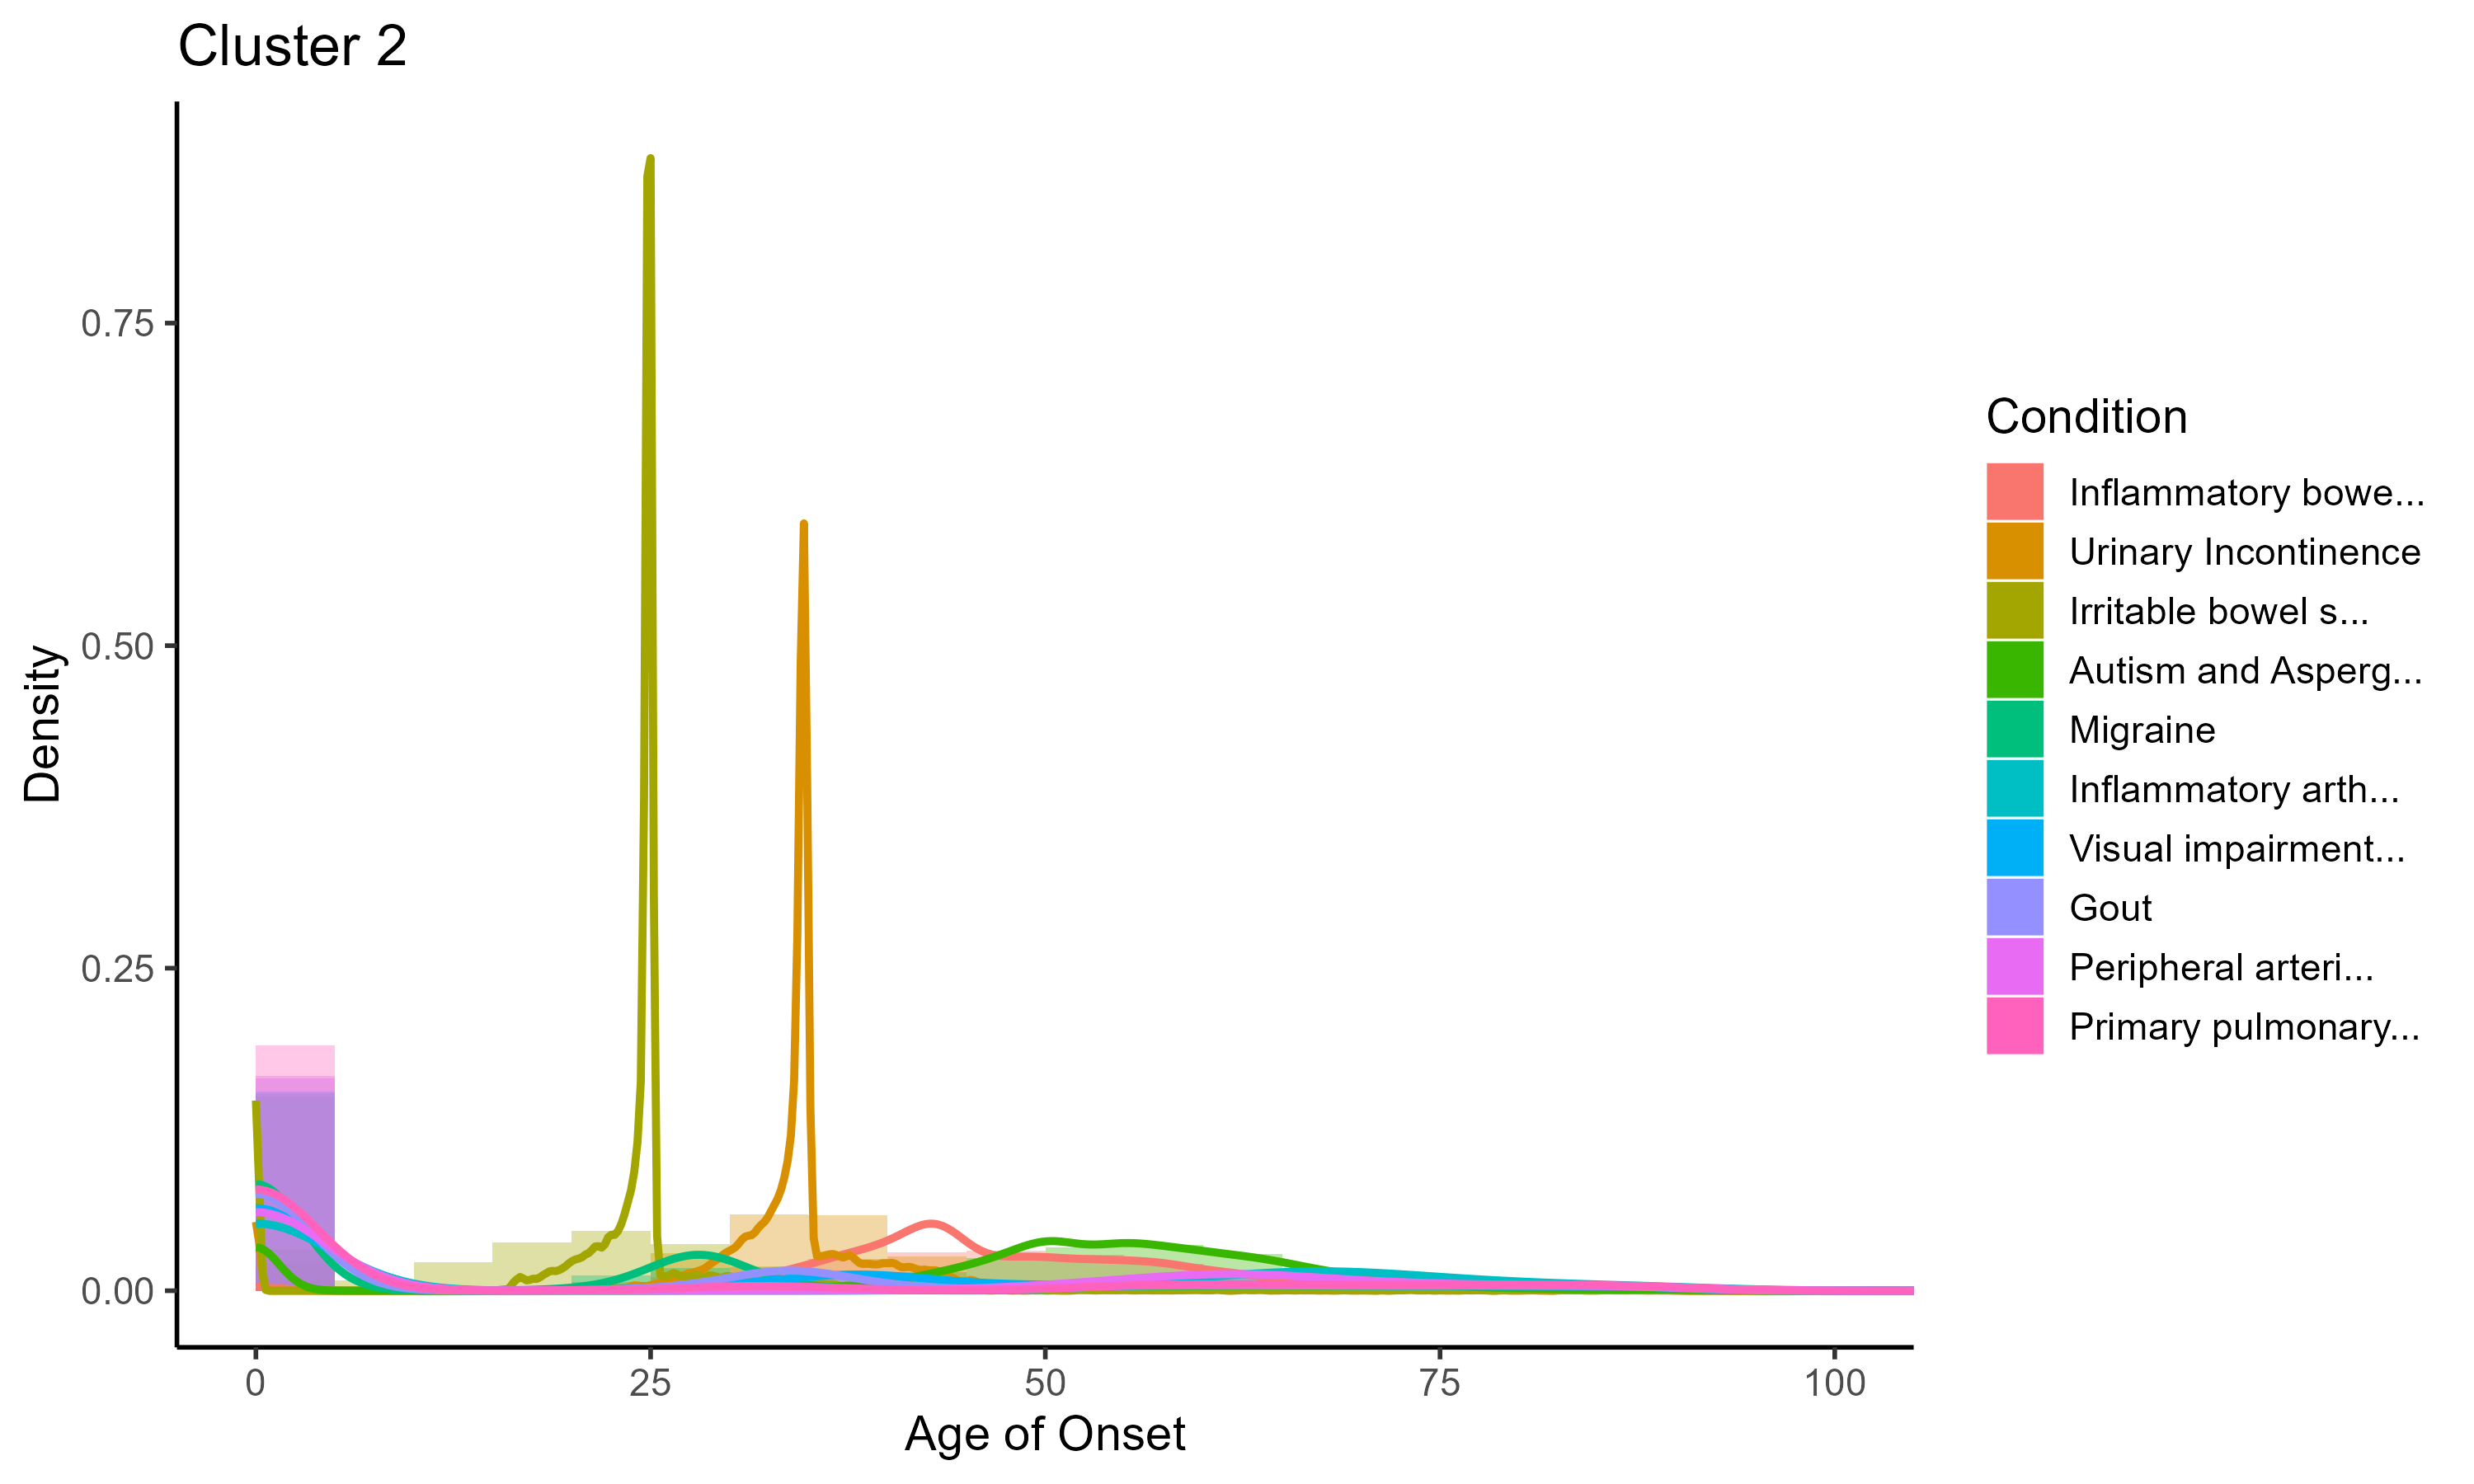 Cluster 2
Density
0.75
0.50
0.25
0.00
0
25
50
75
100
Age of Onset
Condition
Inflammatory bowe...
Urinary Incontinence
Irritable bowel s...
Autism and Asperg...
Migraine
Inflammatory arth...
Visual impairment...
Gout
Peripheral arteri...
Primary pulmonary...